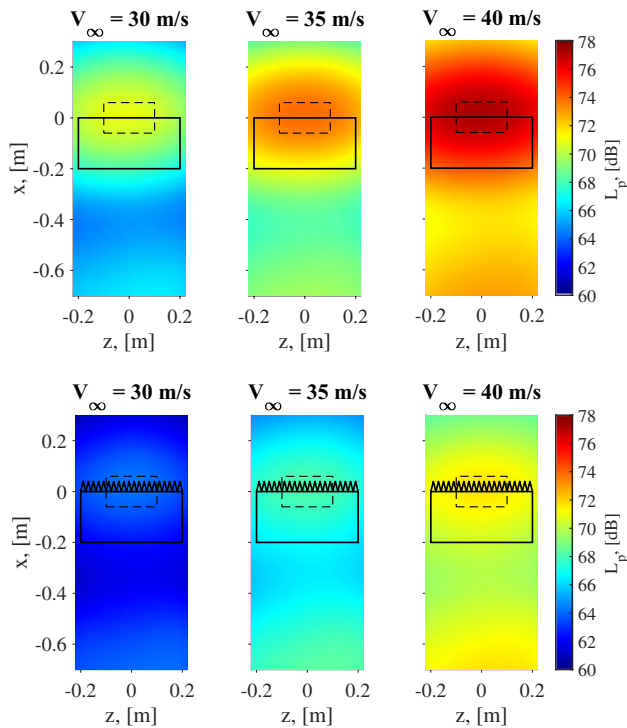 V∞ = 30 m/s V∞ = 35 m/s V∞ = 40 m/s
0.2
0
-0.2
-0.4
-0.6
x, [m]
-0.2 0 0.2
z, [m]
-0.2 0 0.2
z, [m]
-0.2 0 0.2
z, [m]
78
76
74
72
70
68
66
64
62
60
Lp, [dB]
V∞ = 30 m/s V∞ = 35 m/s V∞ = 40 m/s
0.2
0
-0.2
-0.4
-0.6
x, [m]
-0.2 0 0.2
z, [m]
-0.2 0 0.2
z, [m]
-0.2 0 0.2
z, [m]
78
76
74
72
70
68
66
64
62
60
Lp, [dB]